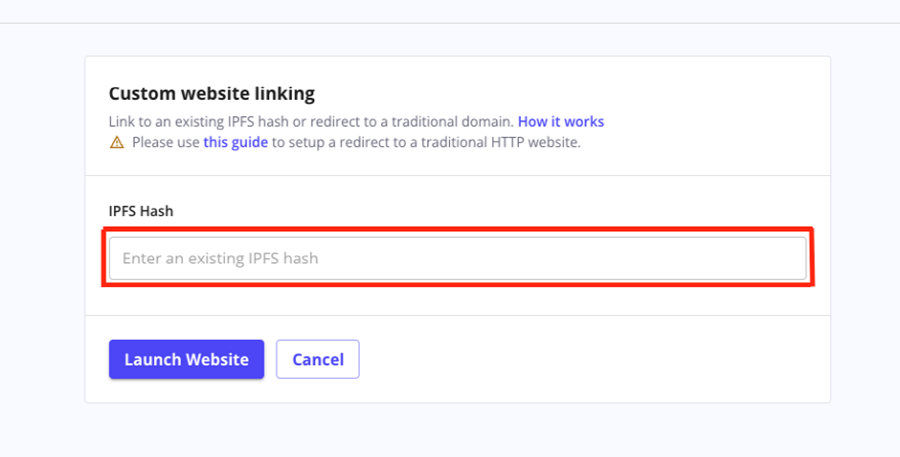 Custom website linking
Link to an existing IPFS hash or redirect to a traditional domain. How it works
Please use this guide to setup a redirect to a traditional HTTP website.
IPFS Hash
Enter an existing IPFS hash
Launch Website
Cancel